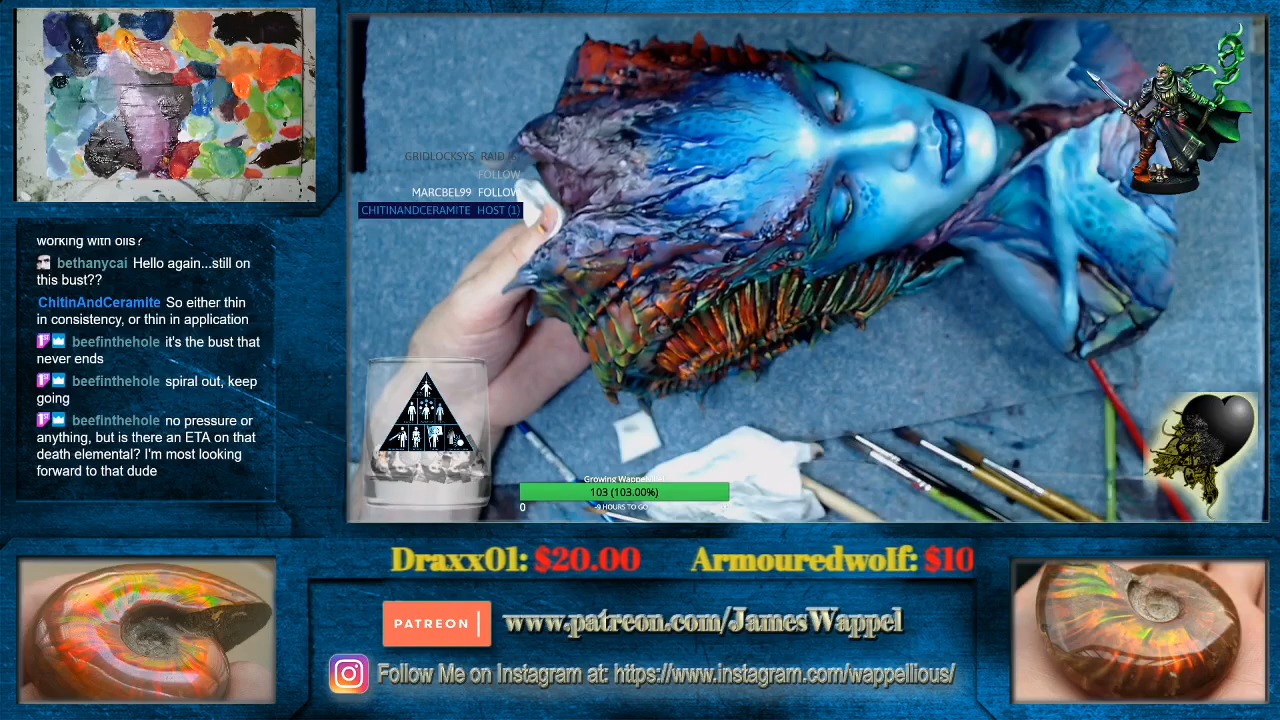 working with oils?
bethanycai Hello again...still on
this bust??
ChitinAndCeramite So either thin
in consistency, or thin in application
beefinthehole it's the bust that
never ends
beefinthehole spiral out, keep
going
beefinthehole no pressure or
anything, but is there an ETA on that
death elemental? I'm most looking
forward to that dude
GRIDLOCKSYS RAID
FOLLOW
MARCBEL99 FOLLOW
CHITINANDCERAMITE HOST (1)
103 (103.00%)
0
-9 HOURS TO GO
Draxx01: $20.00 Armouredwolf: $10
PATREON
www.patreon.com/JamesWappel
Follow Me on Instagram at: https://www.instagram.com/wappellious/